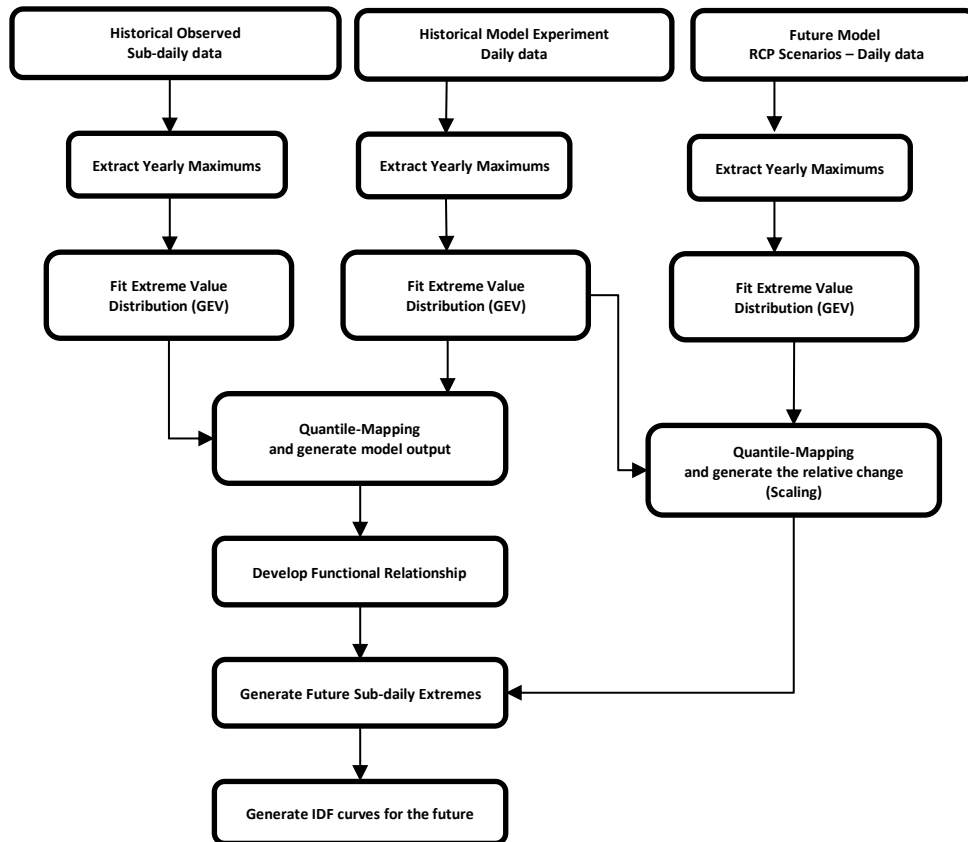 Historical Observed
Sub-daily data
Historical Model Experiment
Daily data
Future Model
RCP Scenarios – Daily data
Extract Yearly Maximums
Extract Yearly Maximums
Extract Yearly Maximums
Fit Extreme Value
Distribution (GEV)
Fit Extreme Value
Distribution (GEV)
Fit Extreme Value
Distribution (GEV)
Quantile-Mapping
and generate model output
Quantile-Mapping
and generate the relative change
(Scaling)
Develop Functional Relationship
Generate Future Sub-daily Extremes
Generate IDF curves for the future